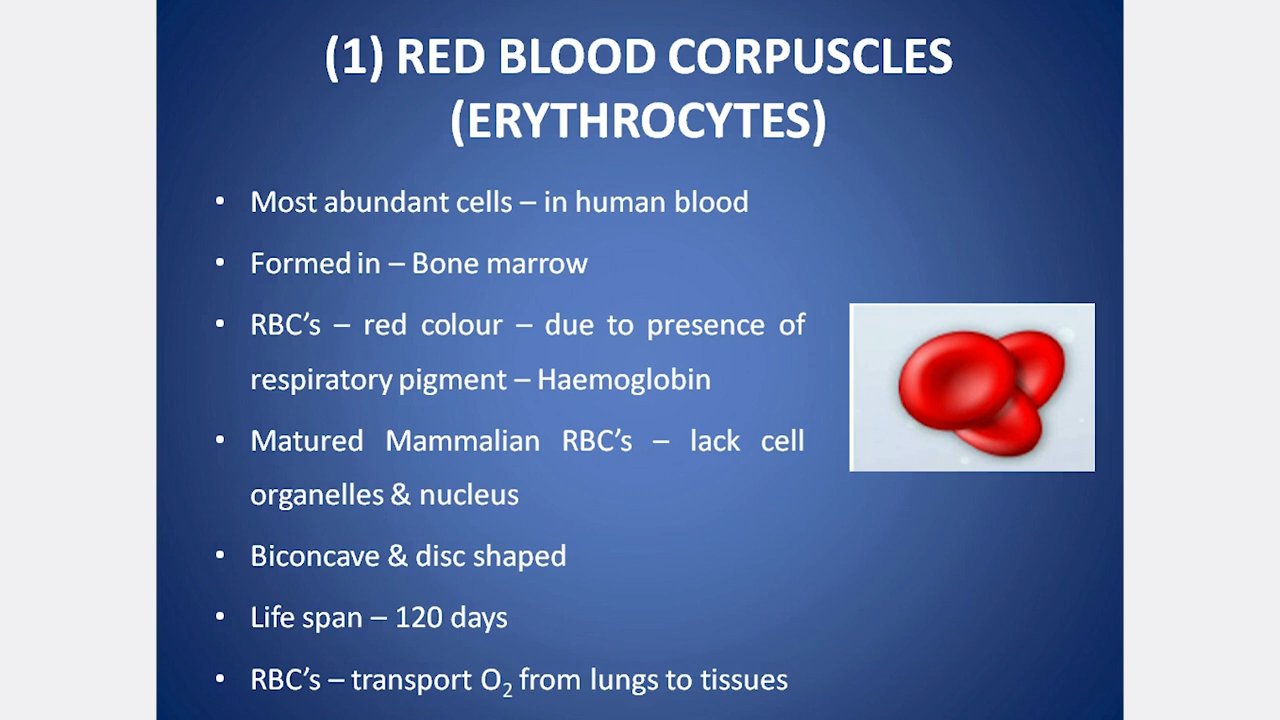 (1) RED BLOOD CORPUSCLES
(ERYTHROCYTES)
• Most abundant cells – in human blood
• Formed in – Bone marrow
• RBC’s – red colour – due to presence of
respiratory pigment – Haemoglobin
• Matured Mammalian RBC’s – lack cell
organelles & nucleus
• Biconcave & disc shaped
• Life span – 120 days
• RBC’s – transport O₂ from lungs to tissues